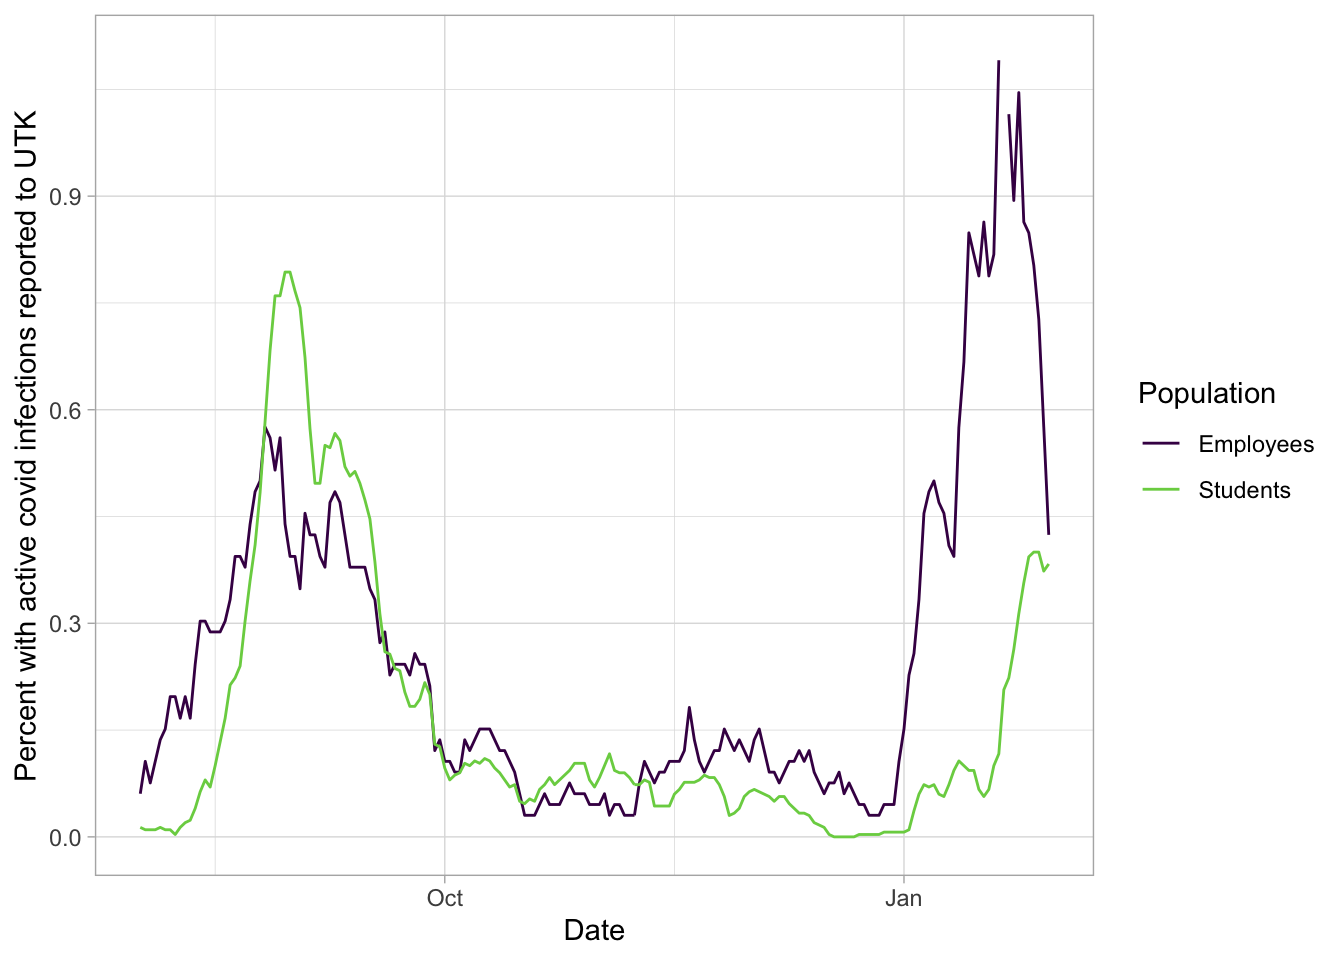 Percent with active covid infections reported to UTK
0.9
0.6
0.3
0.0
Oct
Jan
Date
Population
Employees
Students